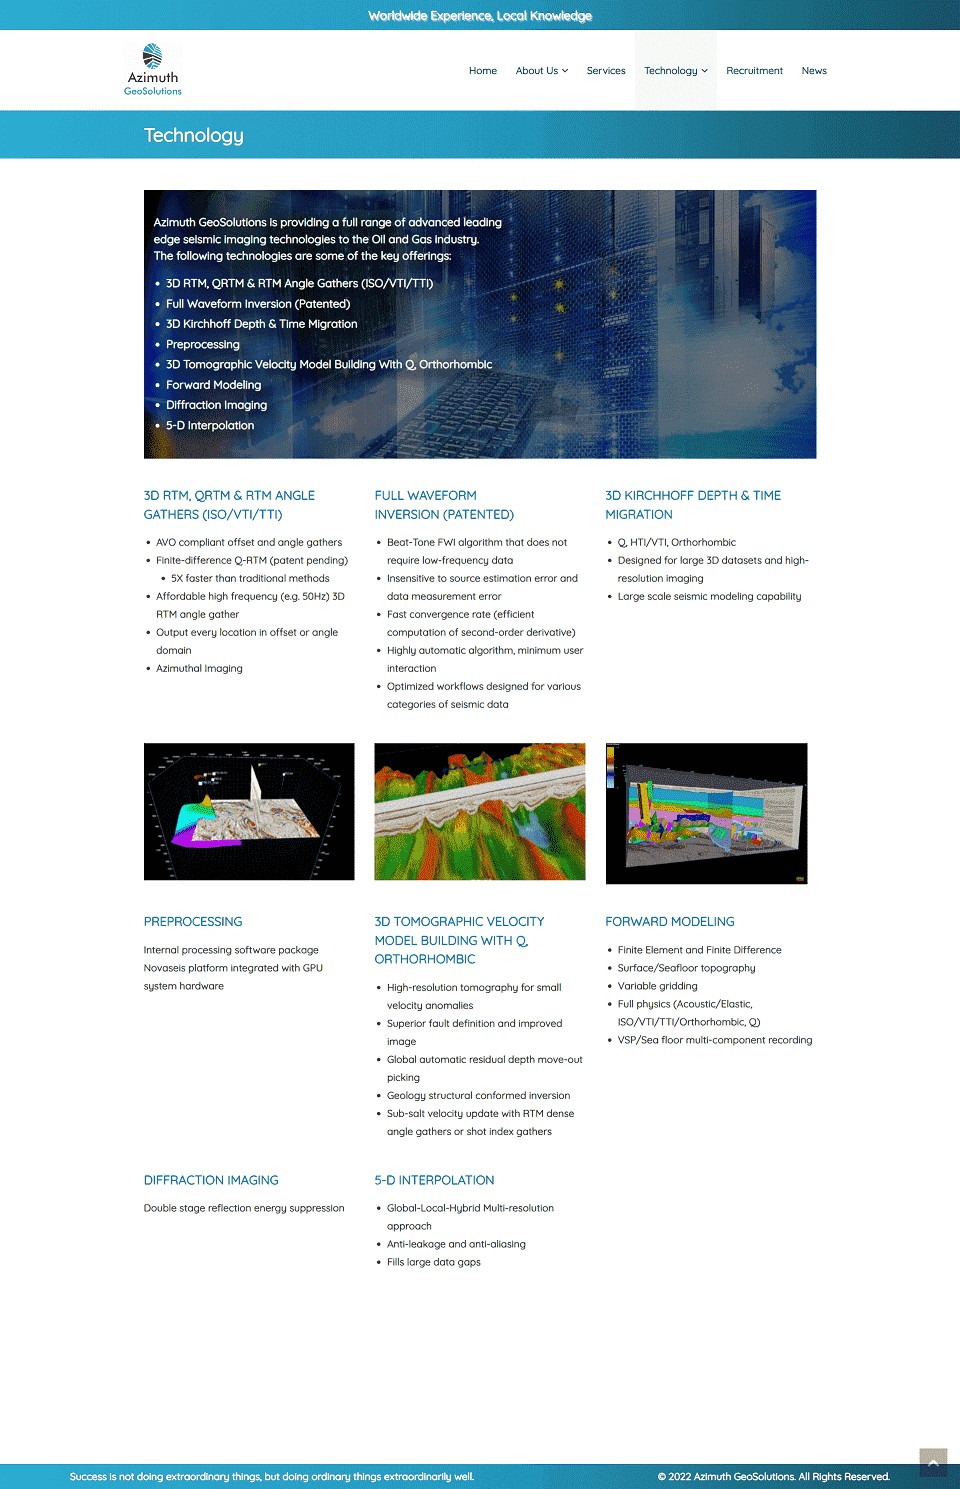 Worldwide Experience, Local Knowledge
Azimuth
GeoSolutions
Home About Us Services Technology Recruitment News
Technology
Azimuth GeoSolutions is providing a full range of advanced leading
edge seismic imaging technologies to the Oil and Gas industry.
The following technologies are some of the key offerings:
• 3D RTM, QRTM & RTM Angle Gathers (ISO/VTI/TTI)
• Full Waveform Inversion (Patented)
• 3D Kirchhoff Depth & Time Migration
• Preprocessing
• 3D Tomographic Velocity Model Building With Q, Orthorhombic
• Forward Modeling
• Diffraction Imaging
• 5-D Interpolation
3D RTM, QRTM & RTM ANGLE
GATHERS (ISO/VTI/TTI)
• AVO compliant offset and angle gathers
• Finite-difference Q-RTM (patent pending)
• 5X faster than traditional methods
• Affordable high frequency (e.g. 50Hz) 3D
RTM angle gather
• Output every location in offset or angle
domain
• Azimuthal Imaging
FULL WAVEFORM
INVERSION (PATENTED)
• Beat-Tone FWI algorithm that does not
require low-frequency data
• Insensitive to source estimation error and
data measurement error
• Fast convergence rate (efficient
computation of second-order derivative)
• Highly automatic algorithm, minimum user
interaction
• Optimized workflows designed for various
categories of seismic data
3D KIRCHHOFF DEPTH & TIME
MIGRATION
• Q, HTI/VTI, Orthorhombic
• Designed for large 3D datasets and high-
resolution imaging
• Large scale seismic modeling capability
PREPROCESSING
Internal processing software package
Novaseis platform integrated with GPU
system hardware
3D TOMOGRAPHIC VELOCITY
MODEL BUILDING WITH Q,
ORTHORHOMBIC
• High-resolution tomography for small
velocity anomalies
• Superior fault definition and improved
image
• Global automatic residual depth move-out
picking
• Geology structural conformed inversion
• Sub-salt velocity update with RTM dense
angle gathers or shot index gathers
FORWARD MODELING
• Finite Element and Finite Difference
• Surface/Seafloor topography
• Variable gridding
• Full physics (Acoustic/Elastic,
ISO/VTI/TTI/Orthorhombic, Q)
• VSP/Sea floor multi-component recording
DIFFRACTION IMAGING
Double stage reflection energy suppression
5-D INTERPOLATION
• Global-Local-Hybrid Multi-resolution
approach
• Anti-leakage and anti-aliasing
• Fills large data gaps
Success is not doing extraordinary things, but doing ordinary things extraordinarily well.
© 2022 Azimuth GeoSolutions. All Rights Reserved.